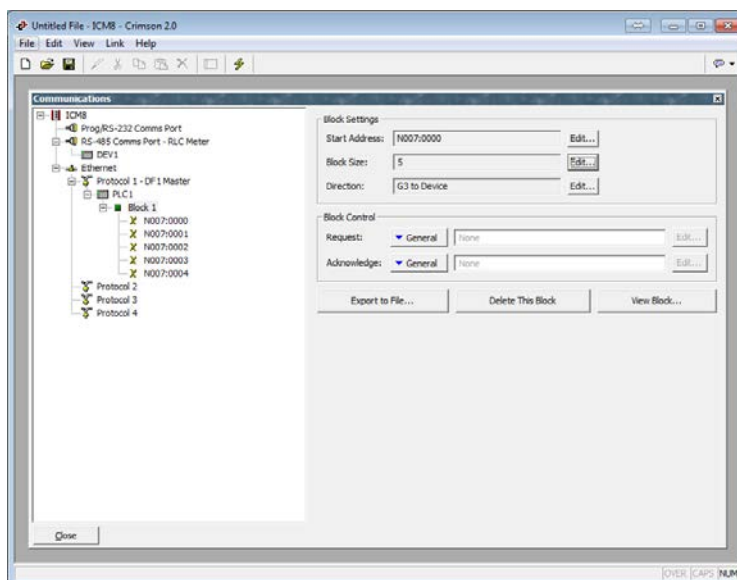 Untitled File - ICM8 - Crimson 2.0
File Edit View Link Help
Communications
ICM8
Prog/RS-232 Comms Port
RS-485 Comms Port - RLC Meter
DEV1
Ethernet
Protocol 1 - DF1 Master
PLC1
Block 1
N007:0000
N007:0001
N007:0002
N007:0003
N007:0004
Protocol 2
Protocol 3
Protocol 4
Block Settings
Start Address: N007:0000 Edit...
Block Size: 5 Edit...
Direction: G3 to Device Edit...
Block Control
Request: General None Edit...
Acknowledge: General None Edit...
Export to File... Delete This Block View Block...
Close
OVER CAPS NUM